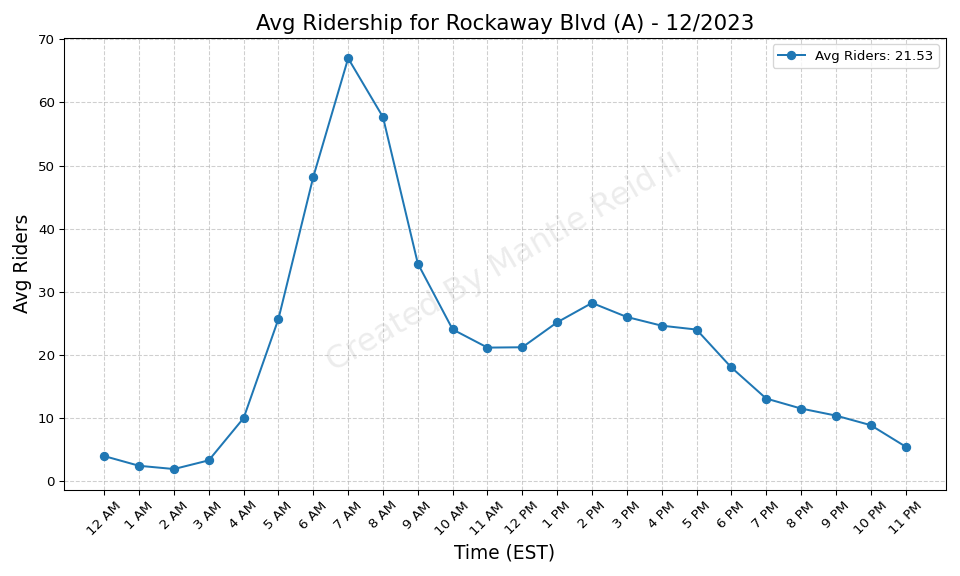 Avg Ridership for Rockaway Blvd (A) - 12/2023
Avg Riders: 21.53
70
60
50
40
30
20
10
0
Avg Riders
Created By Mantie Reid II
12 AM
1 AM
2 AM
3 AM
4 AM
5 AM
6 AM
7 AM
8 AM
9 AM
10 AM
11 AM
12 PM
1 PM
2 PM
3 PM
4 PM
5 PM
6 PM
7 PM
8 PM
9 PM
10 PM
11 PM
Time (EST)